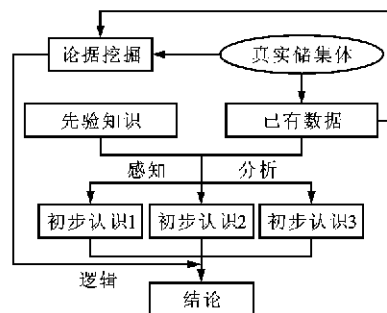 论据挖掘
真实储集体
先验知识
已有数据
感知
分析
初步认识1
初步认识2
初步认识3
逻辑
结论